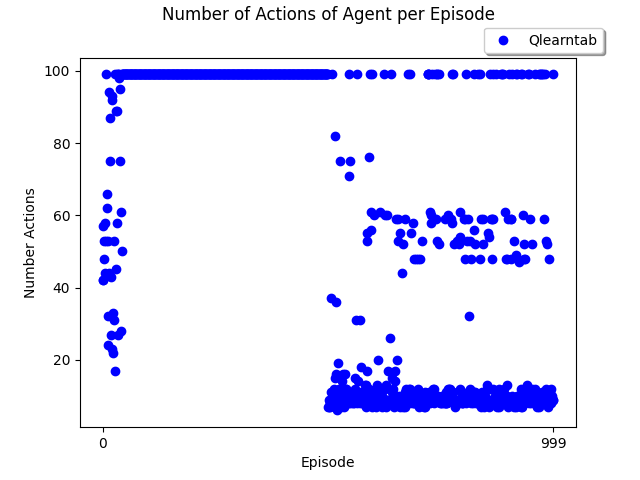 Number of Actions of Agent per Episode
Qlearntab
100
80
60
40
20
Number Actions
0
999
Episode